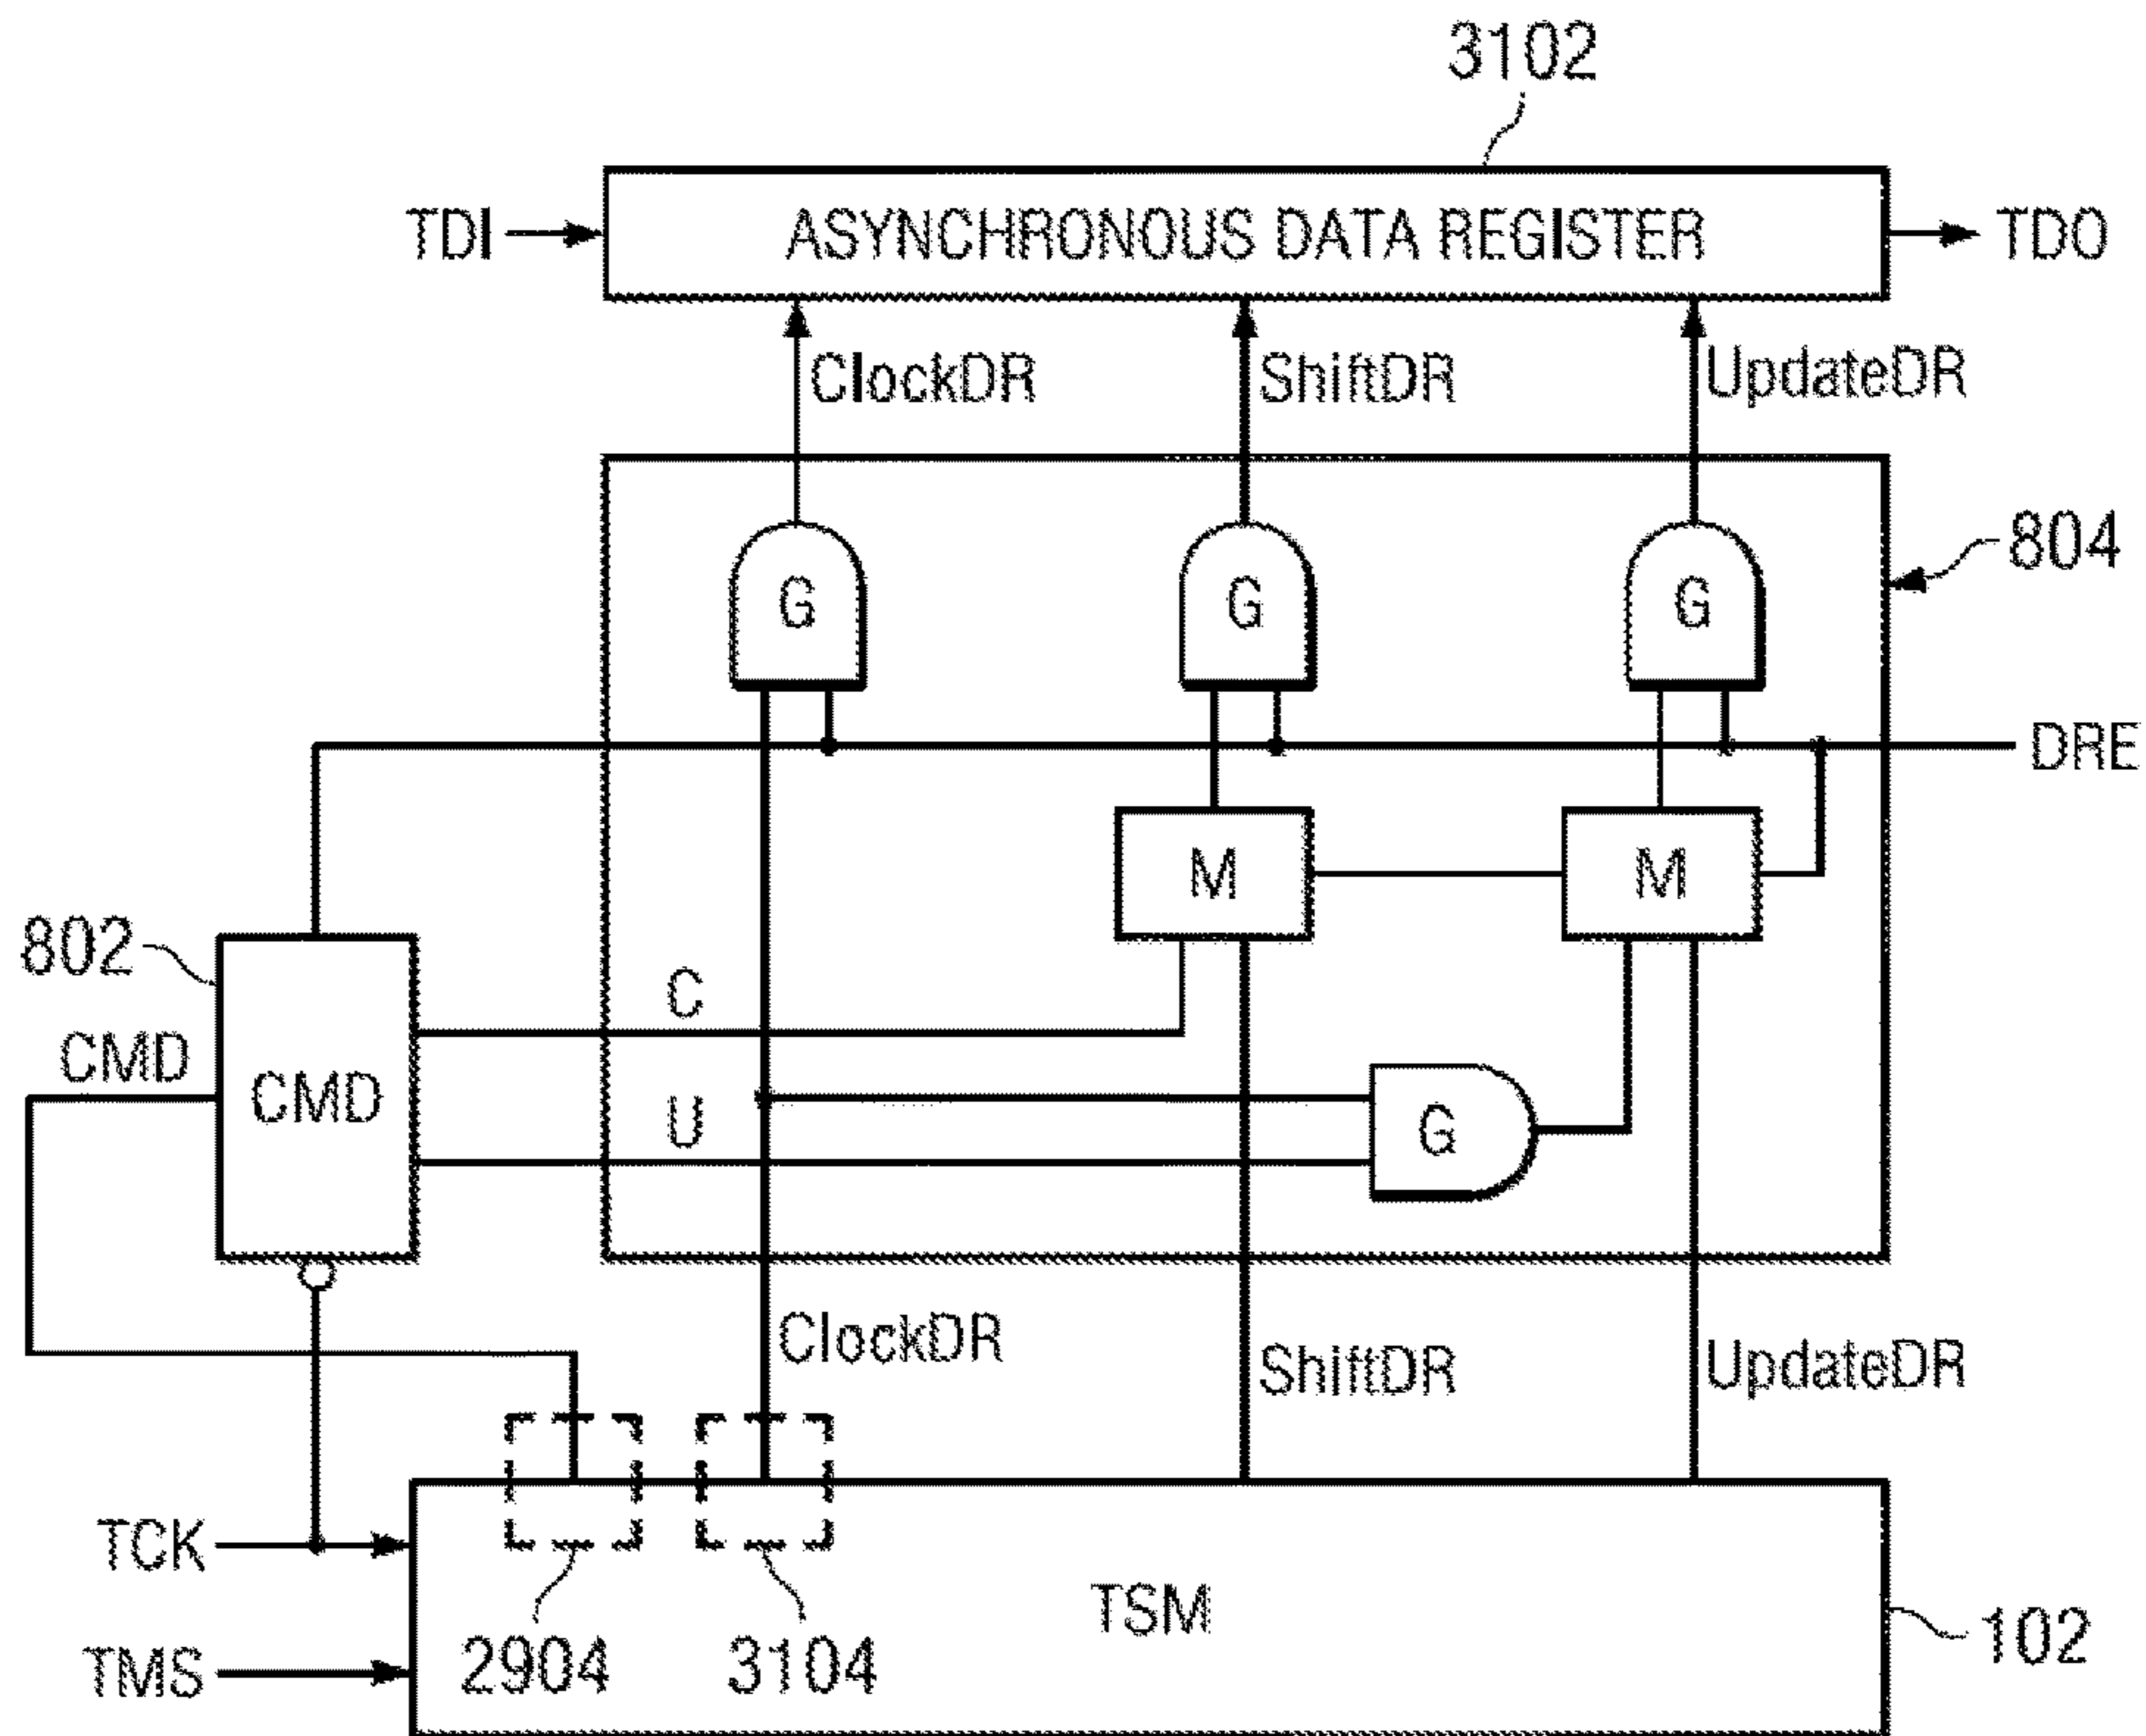 3102
TDI
ASYNCHRONOUS DATA REGISTER
TDO
ClockDR
ShiftDR
UpdateDR
804
G
G
G
DRE
M
M
802
C
CMD
CMD
U
G
ClockDR
ShiftDR
UpdateDR
TCK
TSM
102
TMS
2904
3104